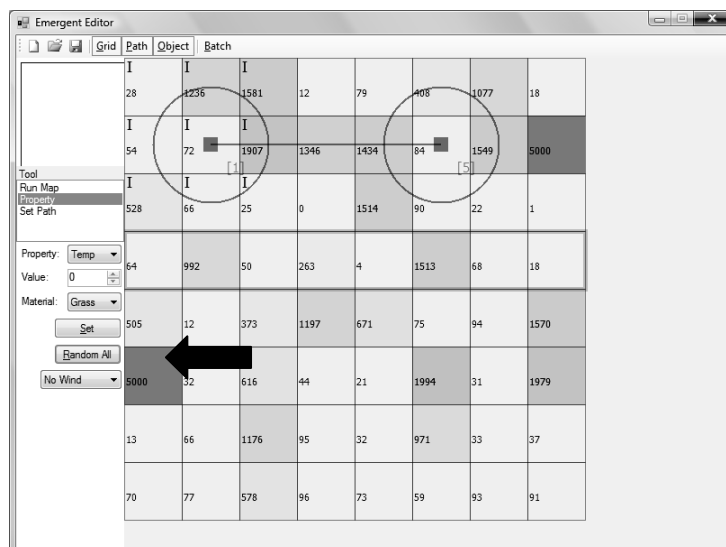 Emergent Editor
Grid Path Object Batch
I I I
28 1236 1581 12 79 408 1077 18
I I I
54 72 1907 1346 1434 84 1549 5000
[1] [5]
Tool
Run Map
Property
Set Path
I I I
528 66 25 0 1514 90 22 1
Property: Temp
64 992 50 263 4 1513 68 18
Value: 0
Material: Grass
Set
505 12 373 1197 671 75 94 1570
Random All
No Wind
5000 32 616 44 21 1994 31 1979
13 66 1176 95 32 971 33 37
70 77 578 96 73 59 93 91